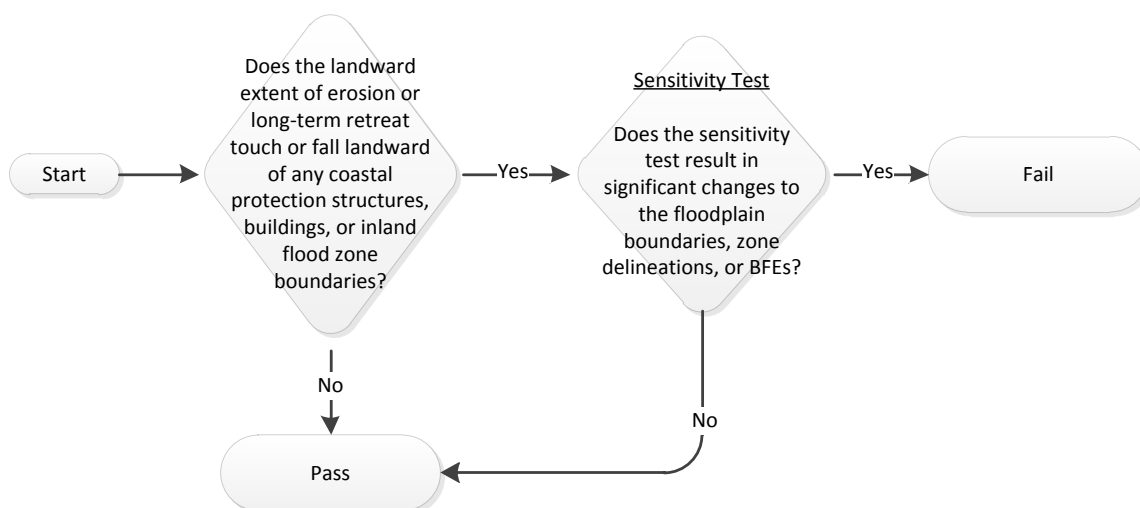 Start
Does the landward
extent of erosion or
long-term retreat
touch or fall landward
of any coastal
protection structures,
buildings, or inland
flood zone
boundaries?
Yes
Sensitivity Test
Does the sensitivity
test result in
significant changes to
the floodplain
boundaries, zone
delineations, or BFEs?
Yes
Fail
No
No
Pass